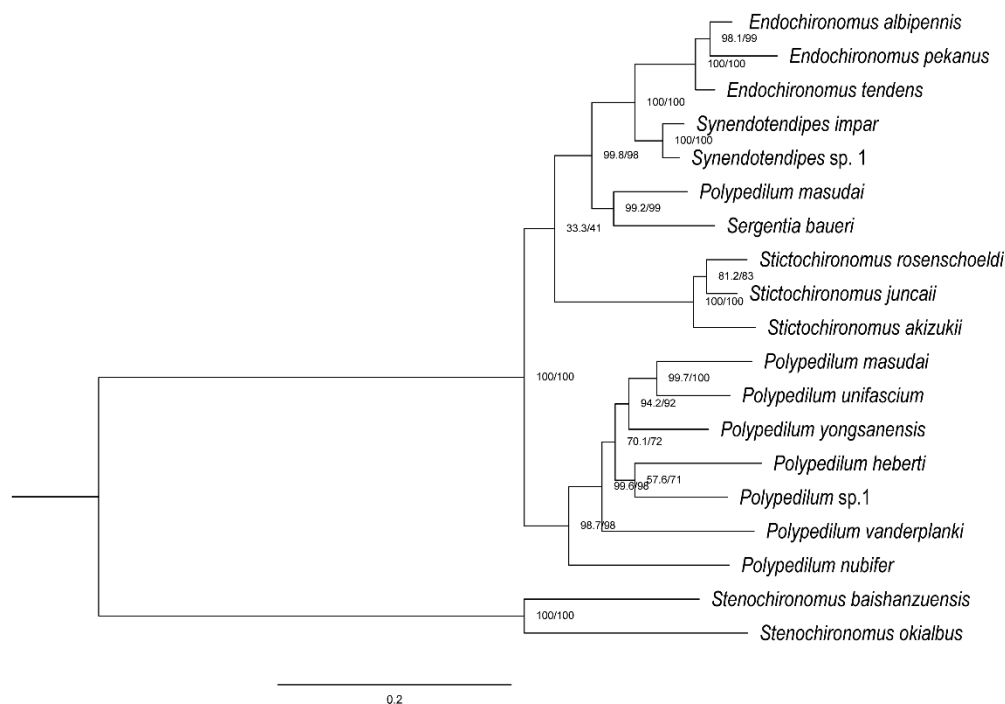 Endochironomus albipennis
98.1/99
Endochironomus pekanus
100/100
Endochironomus tendens
100/100
Synendotendipes impar
100/100
Synendotendipes sp. 1
99.8/98
Polypedilum masudai
99.2/99
Sergentia baueri
33.3/41
Stictochironomus rosenschoeldi
81.2/83
Stictochironomus juncaii
100/100
Stictochironomus akizukii
Polypedilum masudai
100/100
99.7/100
Polypedilum unifascium
94.2/92
Polypedilum yongsanensis
70.1/72
Polypedilum heberti
57.6/71
99.6/98
Polypedilum sp.1
98.7/98
Polypedilum vanderplanki
Polypedilum nubifer
Stenochironomus baishanzuensis
100/100
Stenochironomus okialbus
0.2